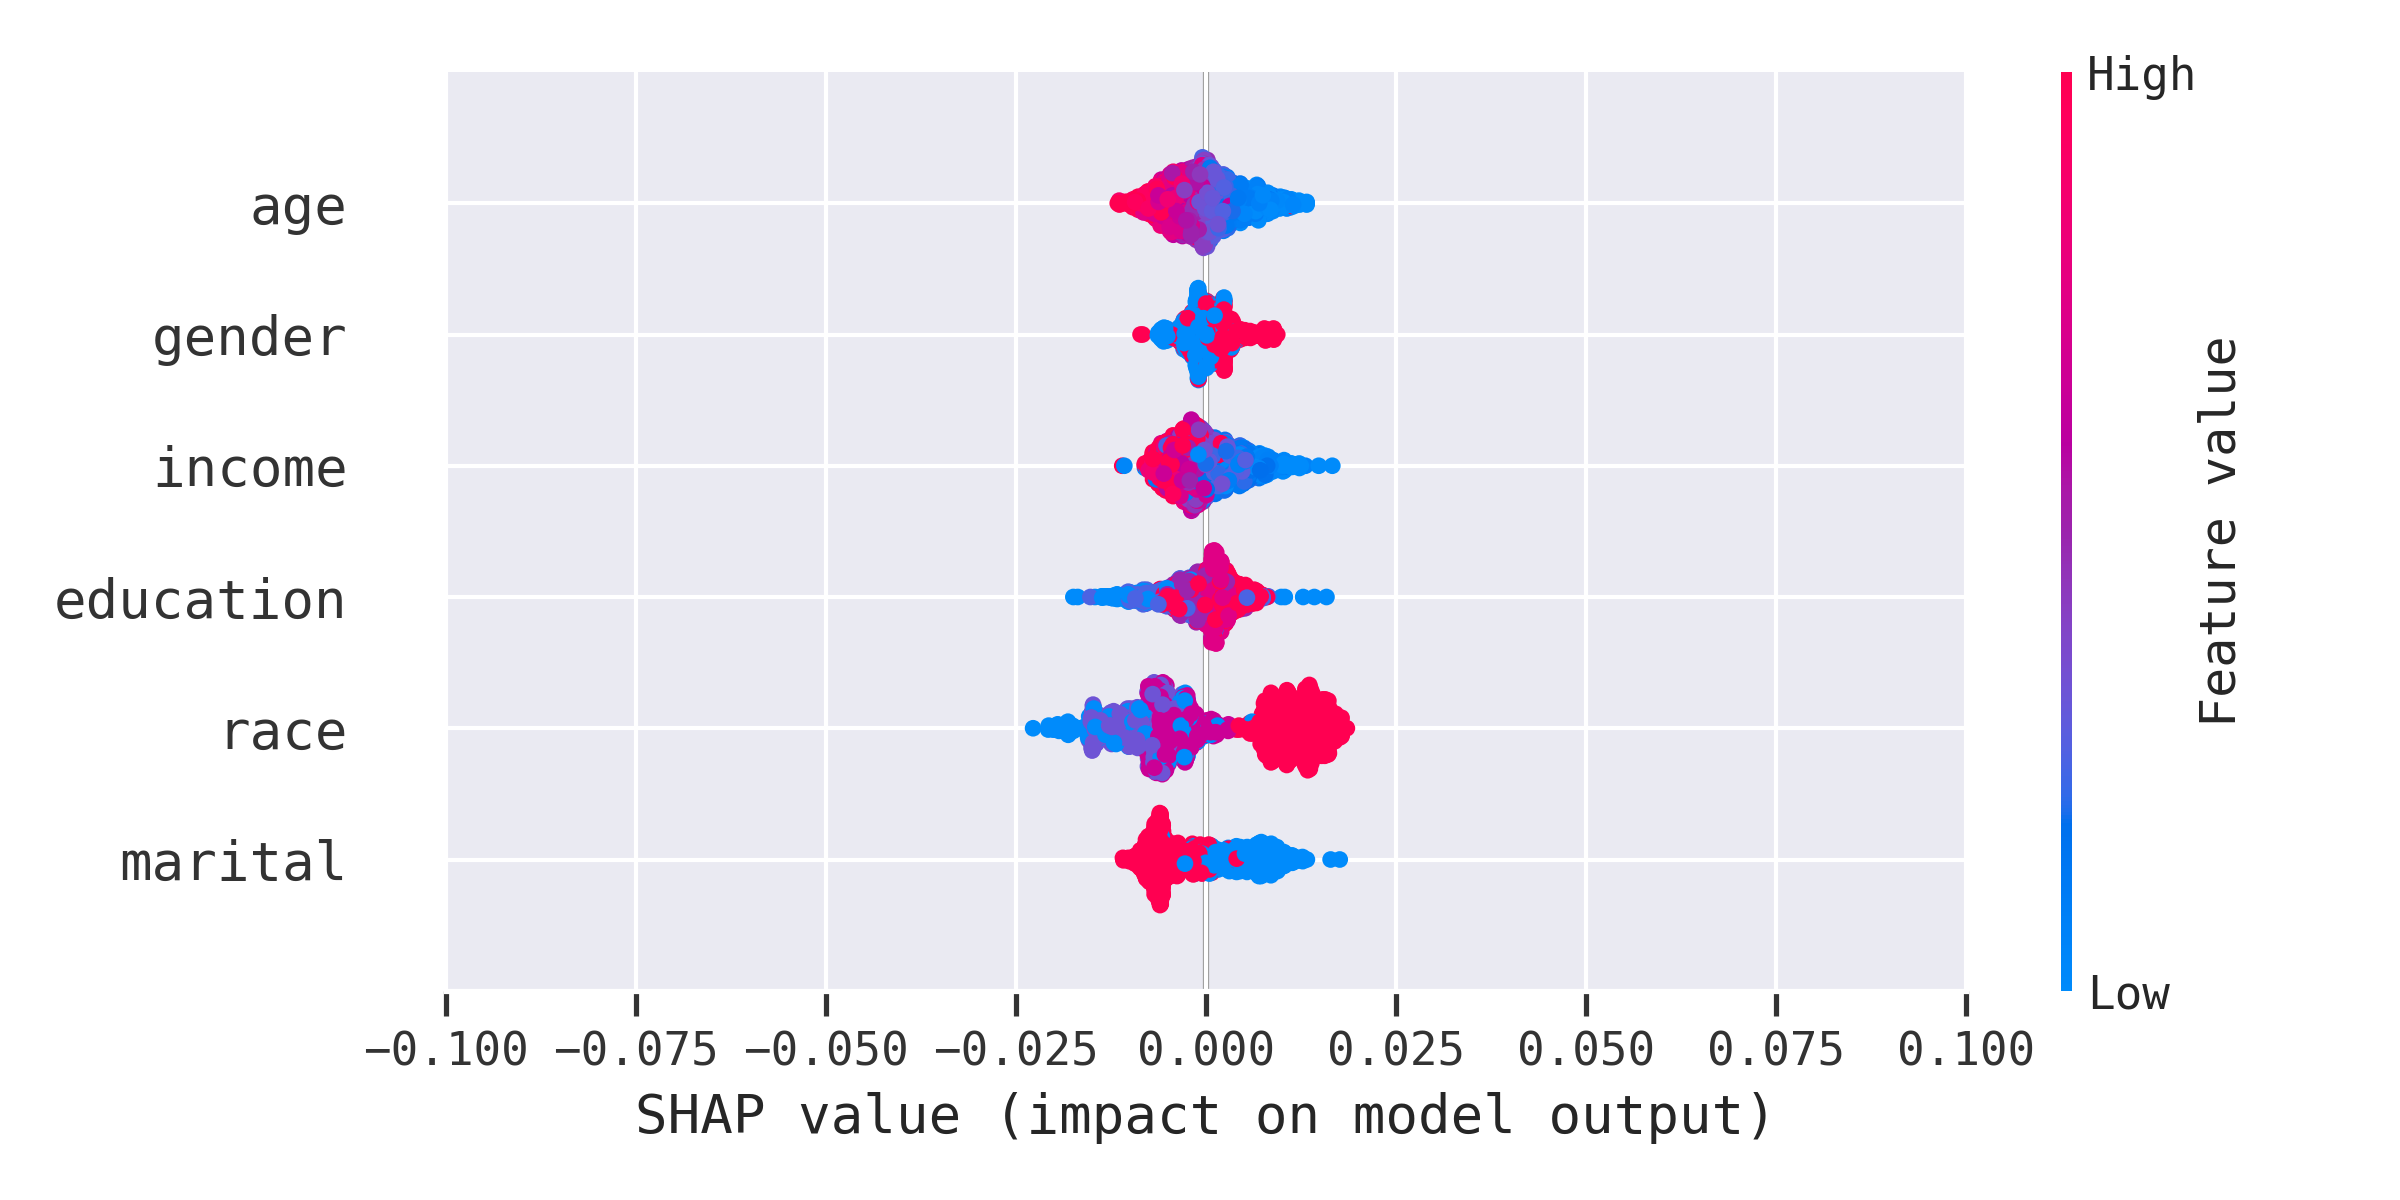 High
age
gender
income
education
race
marital
Feature value
Low
−0.100 −0.075 −0.050 −0.025 0.000 0.025 0.050 0.075 0.100
SHAP value (impact on model output)